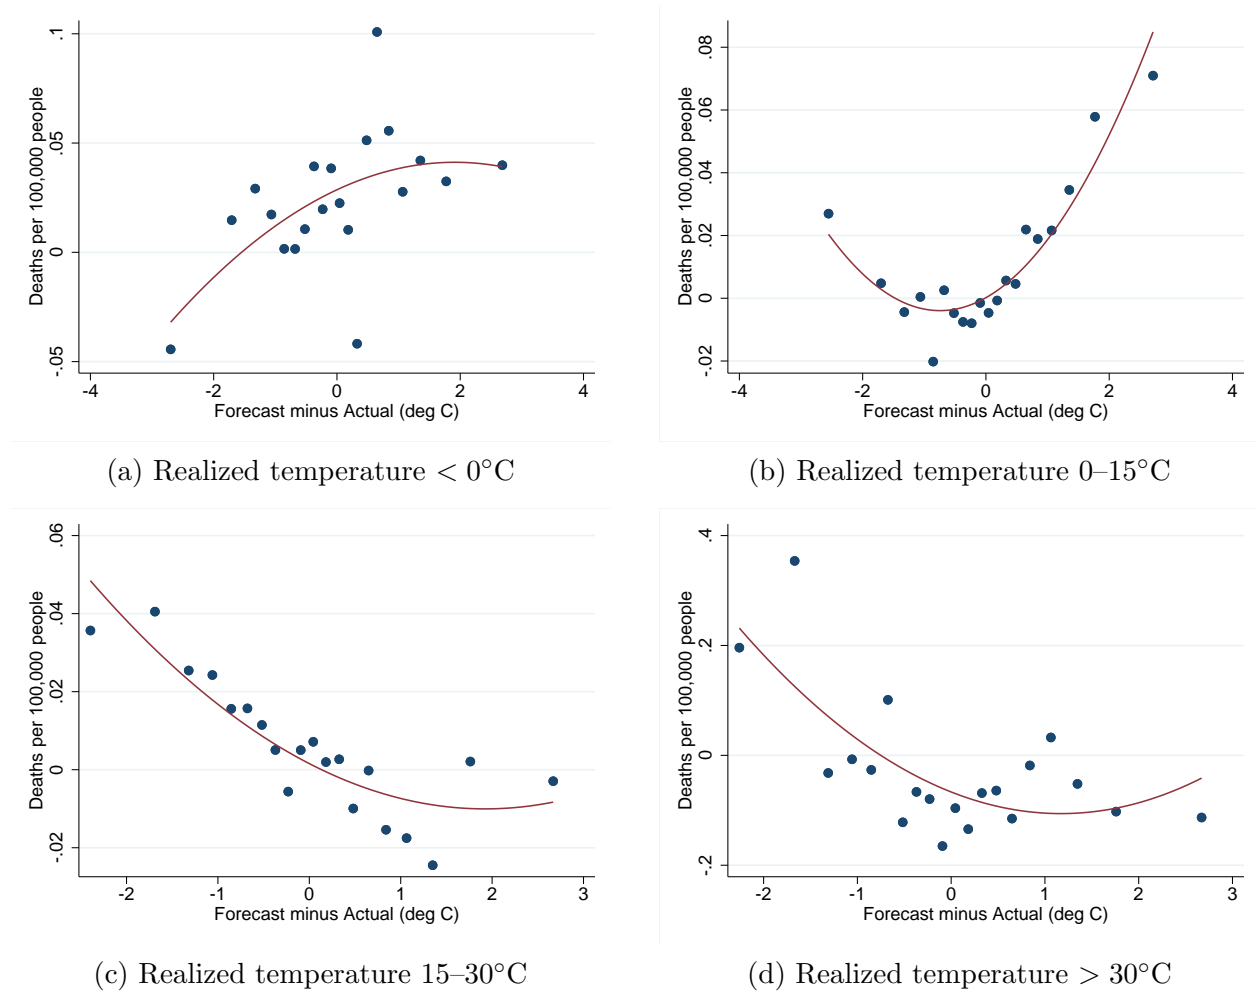 Deaths per 100,000 people
.1
.05
0
-.05
-4 -2 0 2 4
Forecast minus Actual (deg C)
(a) Realized temperature < 0°C
Deaths per 100,000 people
.08
.06
.04
.02
0
-.02
-4 -2 0 2 4
Forecast minus Actual (deg C)
(b) Realized temperature 0–15°C
Deaths per 100,000 people
.06
.04
.02
0
-.02
-2 -1 0 1 2 3
Forecast minus Actual (deg C)
(c) Realized temperature 15–30°C
Deaths per 100,000 people
.4
.2
0
-.2
-2 -1 0 1 2 3
Forecast minus Actual (deg C)
(d) Realized temperature > 30°C